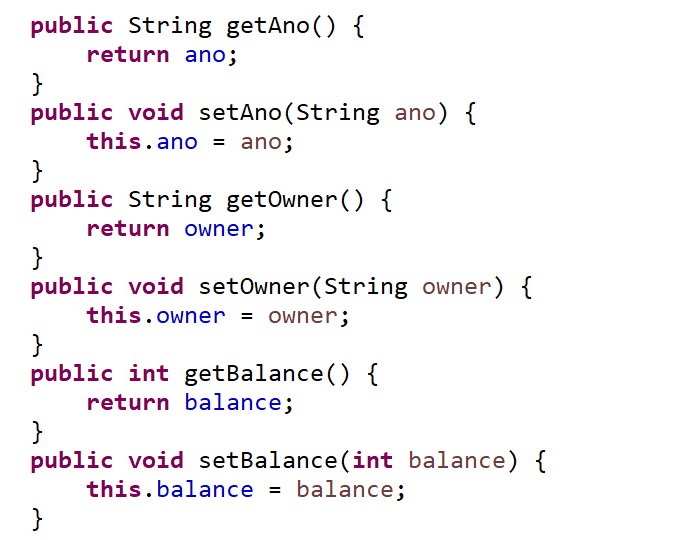 public String getAno() {
    return ano;
}
public void setAno(String ano) {
    this.ano = ano;
}
public String getOwner() {
    return owner;
}
public void setOwner(String owner) {
    this.owner = owner;
}
public int getBalance() {
    return balance;
}
public void setBalance(int balance) {
    this.balance = balance;
}